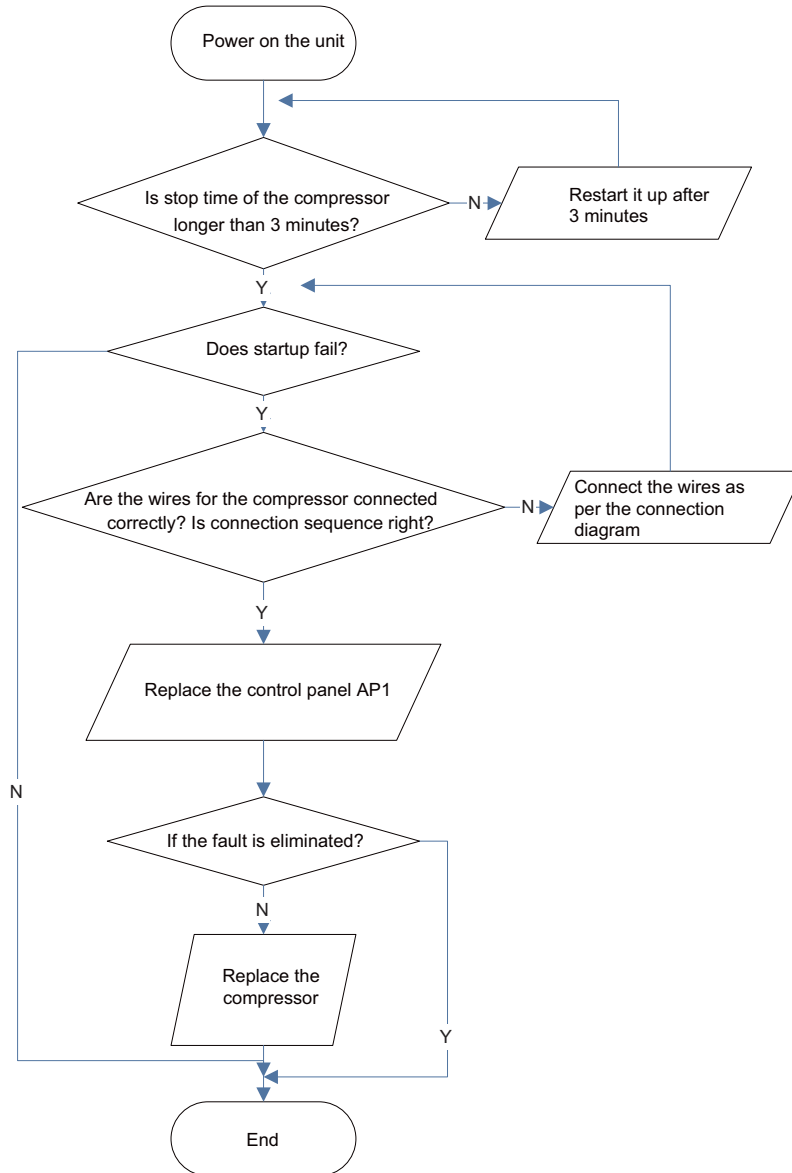 Power on the unit
Is stop time of the compressor
longer than 3 minutes?
N
Restart it up after
3 minutes
Y
Does startup fail?
Y
Are the wires for the compressor connected
correctly? Is connection sequence right?
N
Connect the wires as
per the connection
diagram
Y
Replace the control panel AP1
N
If the fault is eliminated?
N
Replace the
compressor
Y
End